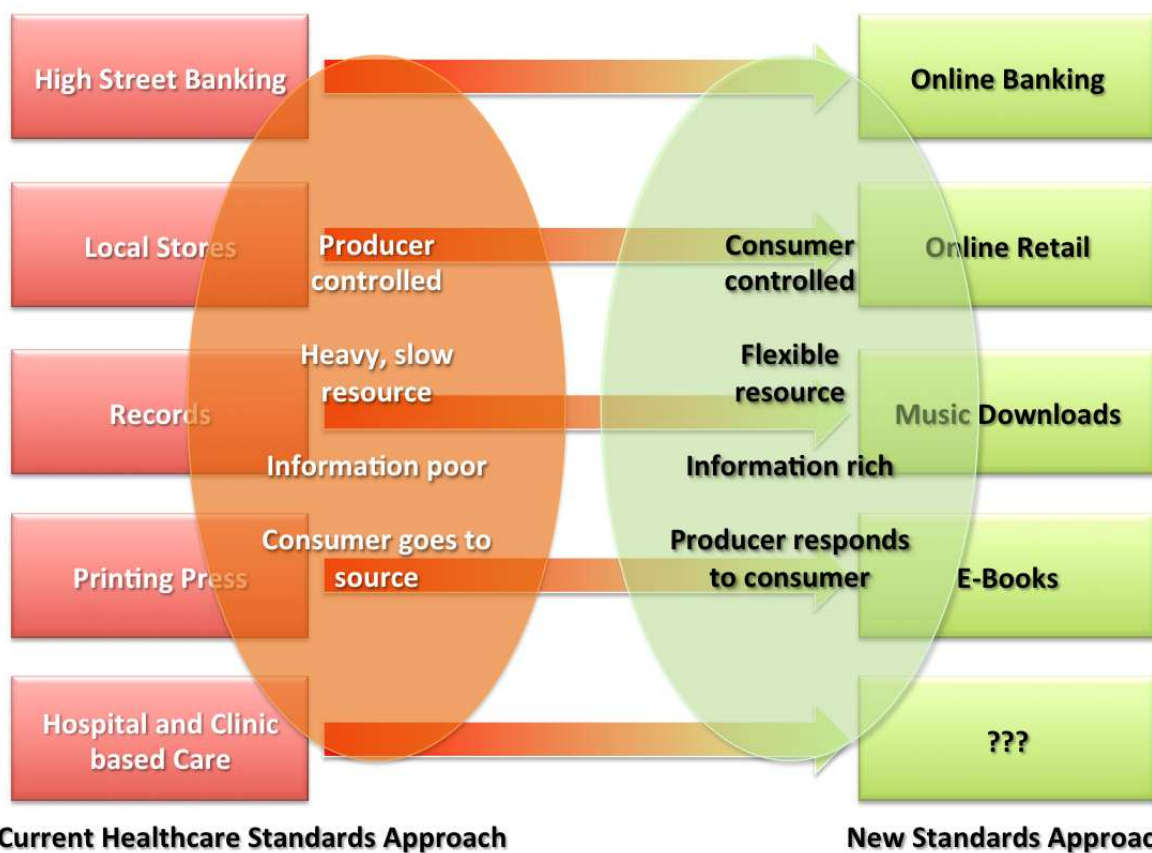 High Street Banking
Online Banking
Local Stores
Producer
controlled
Consumer
controlled
Online Retail
Records
Heavy, slow
resource
Flexible
resource
Music Downloads
Information poor
Information rich
Printing Press
Consumer goes to
source
Producer responds
to consumer
E-Books
Hospital and Clinic
based Care
???
Current Healthcare Standards Approach
New Standards Approac